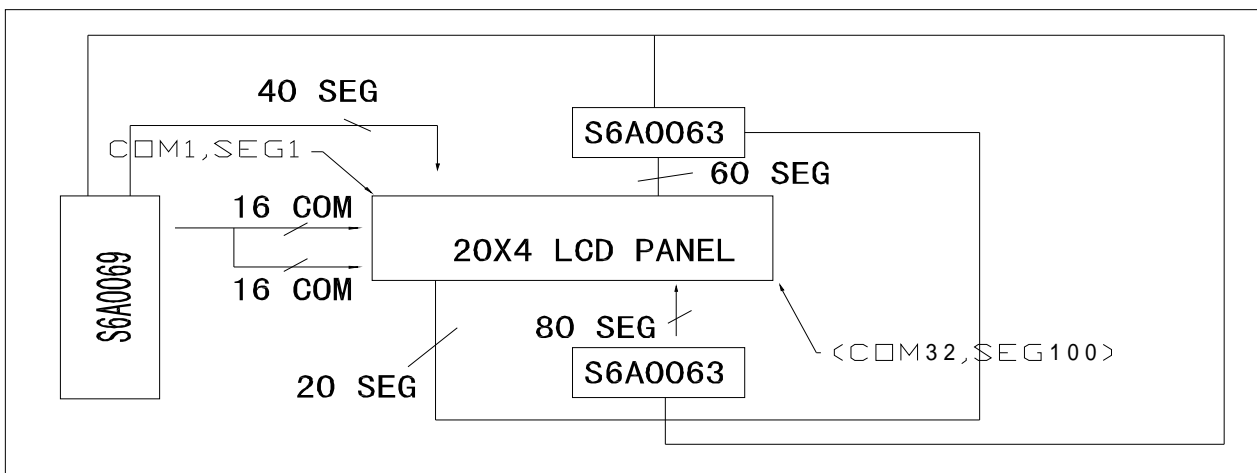 40 SEG
S6A0063
COM1,SEG1
60 SEG
16 COM
S6A0069
20X4 LCD PANEL
16 COM
80 SEG
(COM32,SEG100)
20 SEG
S6A0063